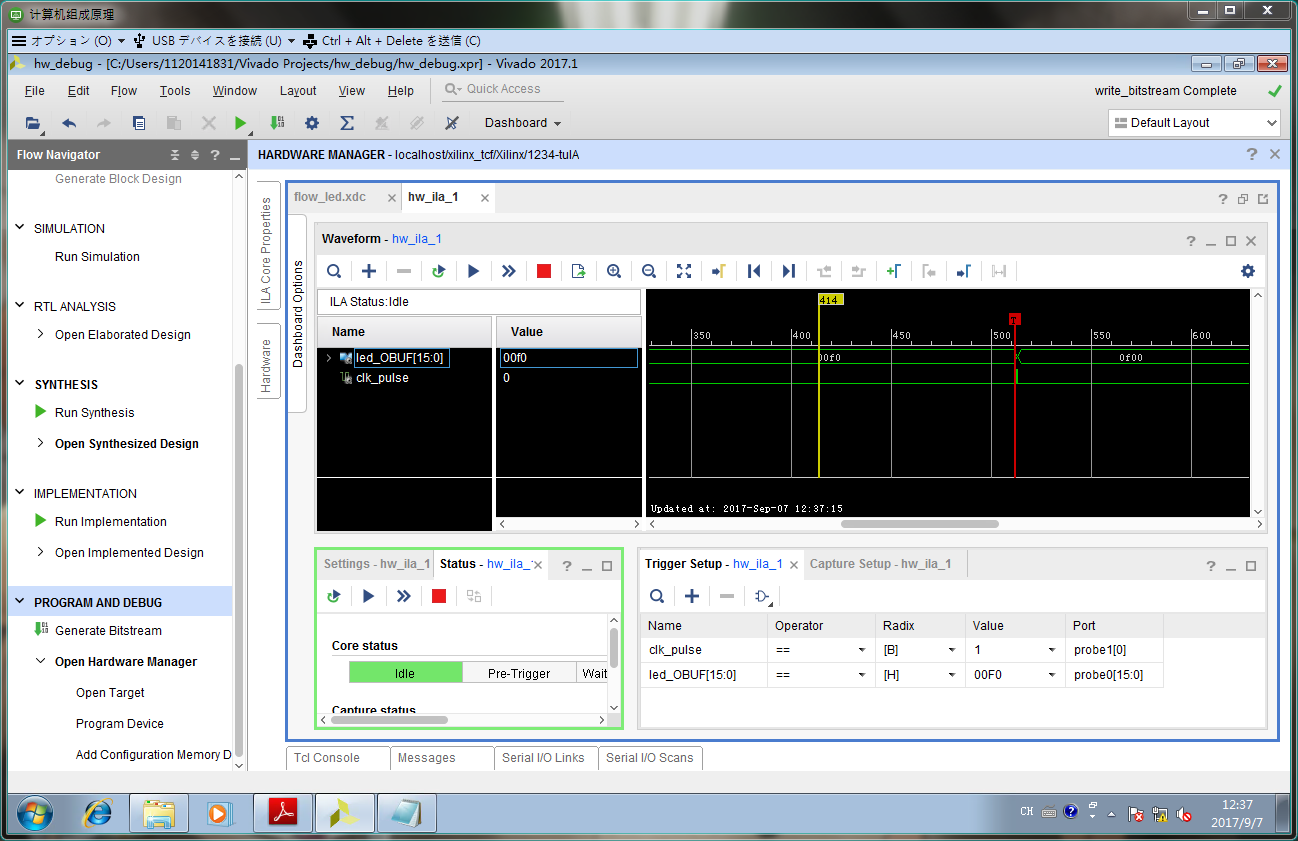 计算机组成原理
オプション (O) USB デバイスを接続 (U) Ctrl + Alt + Delete を送信 (C)
hw_debug - [C:/Users/1120141831/Vivado Projects/hw_debug/hw_debug.xpr] - Vivado 2017.1
File Edit Flow Tools Window Layout View Help Quick Access write_bitstream Complete
Dashboard Default Layout
Flow Navigator
Generate Block Design
SIMULATION
Run Simulation
RTL ANALYSIS
Open Elaborated Design
SYNTHESIS
Run Synthesis
Open Synthesized Design
IMPLEMENTATION
Run Implementation
Open Implemented Design
PROGRAM AND DEBUG
Generate Bitstream
Open Hardware Manager
Open Target
Program Device
Add Configuration Memory D
HARDWARE MANAGER - localhost/xilinx_tcf/Xilinx/1234-tulA
ILA Core Properties
Hardware
Dashboard Options
flow_led.xdc hw_ila_1
Waveform - hw_ila_1
ILA Status:Idle
Name Value
led_OBUF[15:0] 00f0
clk_pulse 0
414
350 400 450 500 550 600
00f0 0f00
Updated at: 2017-Sep-07 12:37:15
Settings - hw_ila_1 Status - hw_ila_
Core status
Idle Pre-Trigger Wait
Capture status
Trigger Setup - hw_ila_1 Capture Setup - hw_ila_1
Name Operator Radix Value Port
clk_pulse == [B] 1 probe1[0]
led_OBUF[15:0] == [H] 00F0 probe0[15:0]
Tcl Console Messages Serial I/O Links Serial I/O Scans
CH 12:37
2017/9/7